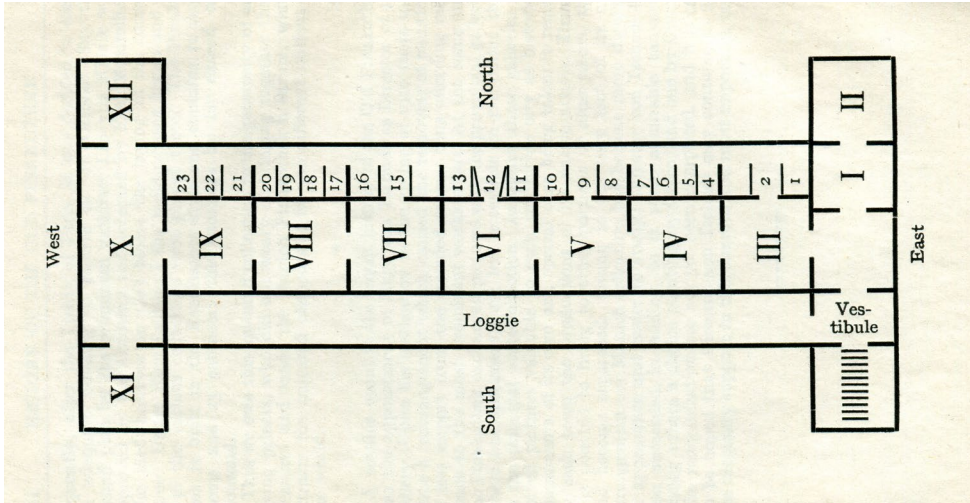 North
XII
II
23 22 21 20 19 18 17 16 15 13 12 11 10 9 8 7 6 5 4 2 1
I
West
X
IX VIII VII VI V IV III
East
Loggie
Ves-
tibule
XI
South